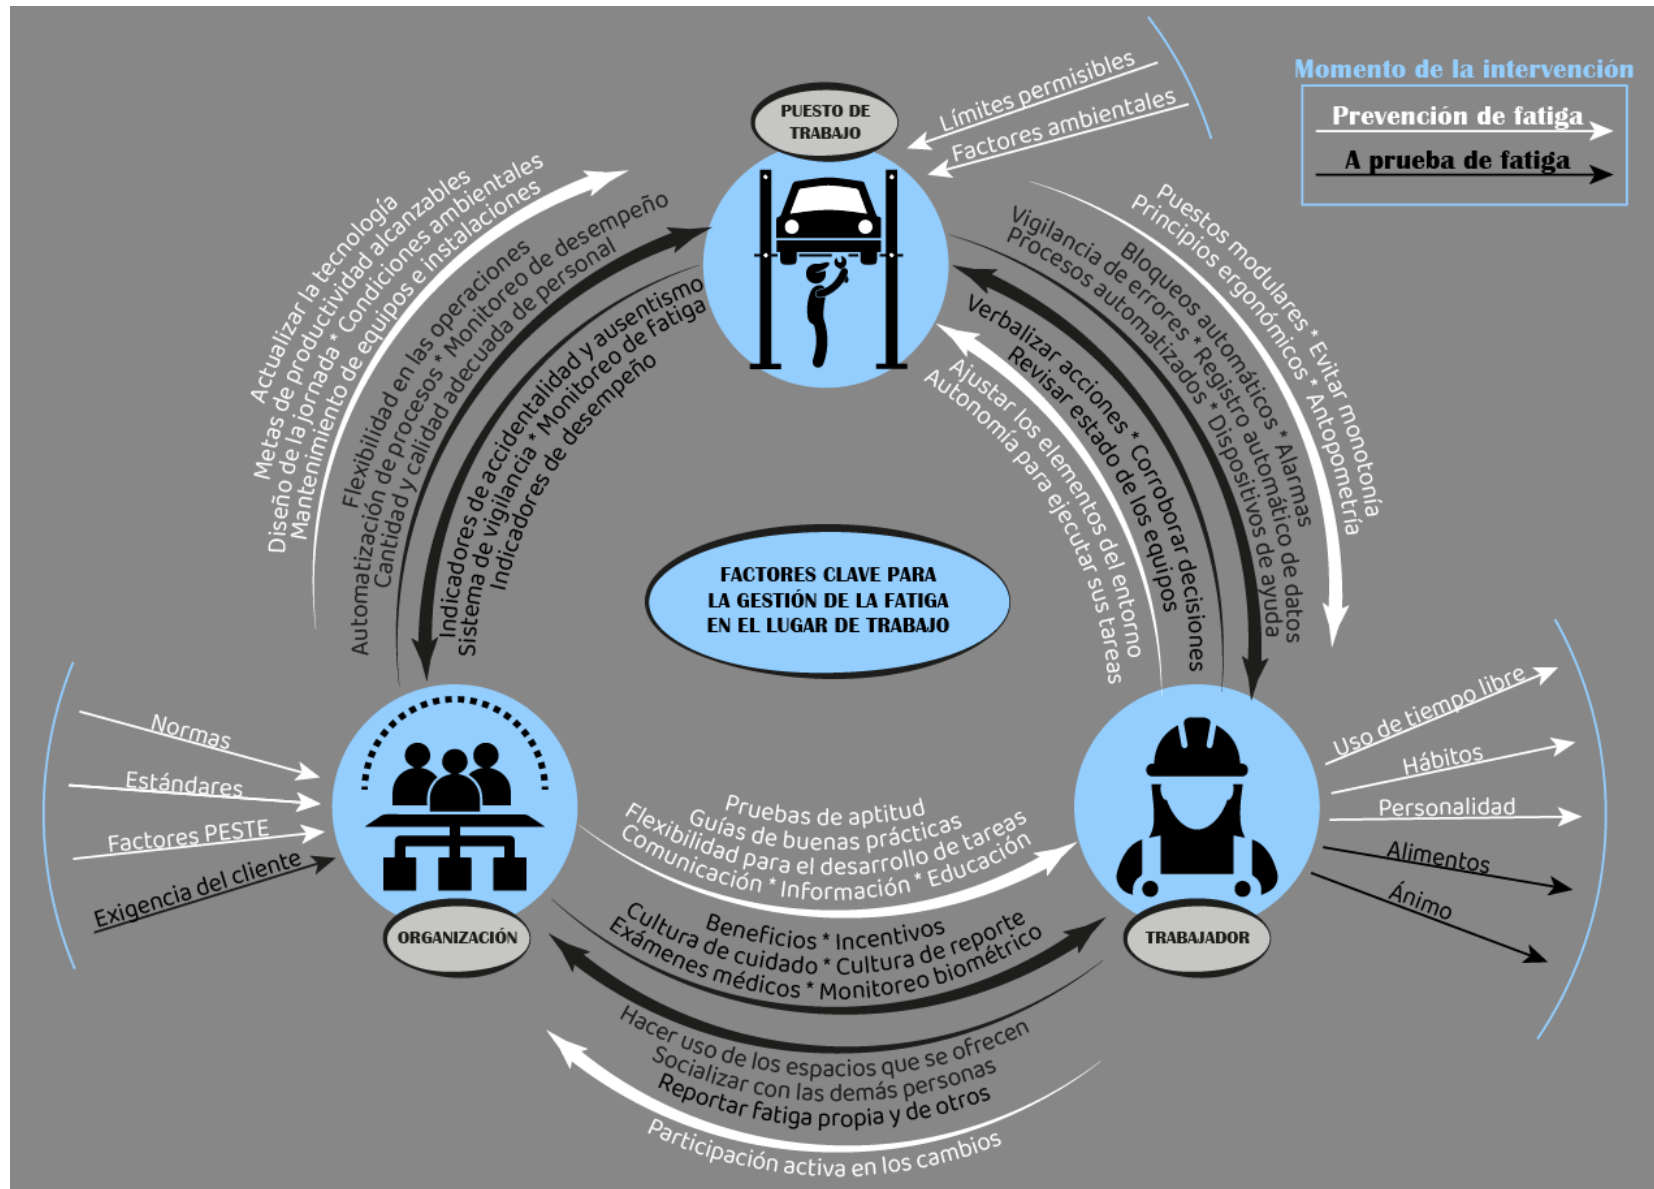 Momento de la intervención
Prevención de fatiga
A prueba de fatiga
PUESTO DE
TRABAJO
Límites permisibles
Factores ambientales
Actualizar la tecnología
Metas de productividad alcanzables
Diseño de la jornada * Condiciones ambientales
Mantenimiento de equipos e instalaciones
Flexibilidad en las operaciones
Automatización de procesos * Monitoreo de desempeño
Cantidad y calidad adecuada de personal
Indicadores de accidentalidad y ausentismo
Sistema de vigilancia * Monitoreo de fatiga
Indicadores de desempeño
Puestos modulares * Evitar monotonía
Principios ergonómicos * Antopometría
Bloqueos automáticos * Alarmas
Vigilancia de errores * Registro automático de datos
Procesos automatizados * Dispositivos de ayuda
Verbalizar acciones * Corroborar decisiones
Revisar estado de los equipos
Ajustar los elementos del entorno
Autonomía para ejecutar sus tareas
FACTORES CLAVE PARA
LA GESTIÓN DE LA FATIGA
EN EL LUGAR DE TRABAJO
Normas
Estándares
Factores PESTE
Exigencia del cliente
ORGANIZACIÓN
Pruebas de aptitud
Guías de buenas prácticas
Flexibilidad para el desarrollo de tareas
Comunicación * Información * Educación
Beneficios * Incentivos
Cultura de cuidado * Cultura de reporte
Exámenes médicos * Monitoreo biométrico
Hacer uso de los espacios que se ofrecen
Socializar con las demás personas
Reportar fatiga propia y de otros
Participación activa en los cambios
TRABAJADOR
Uso de tiempo libre
Hábitos
Personalidad
Alimentos
Ánimo